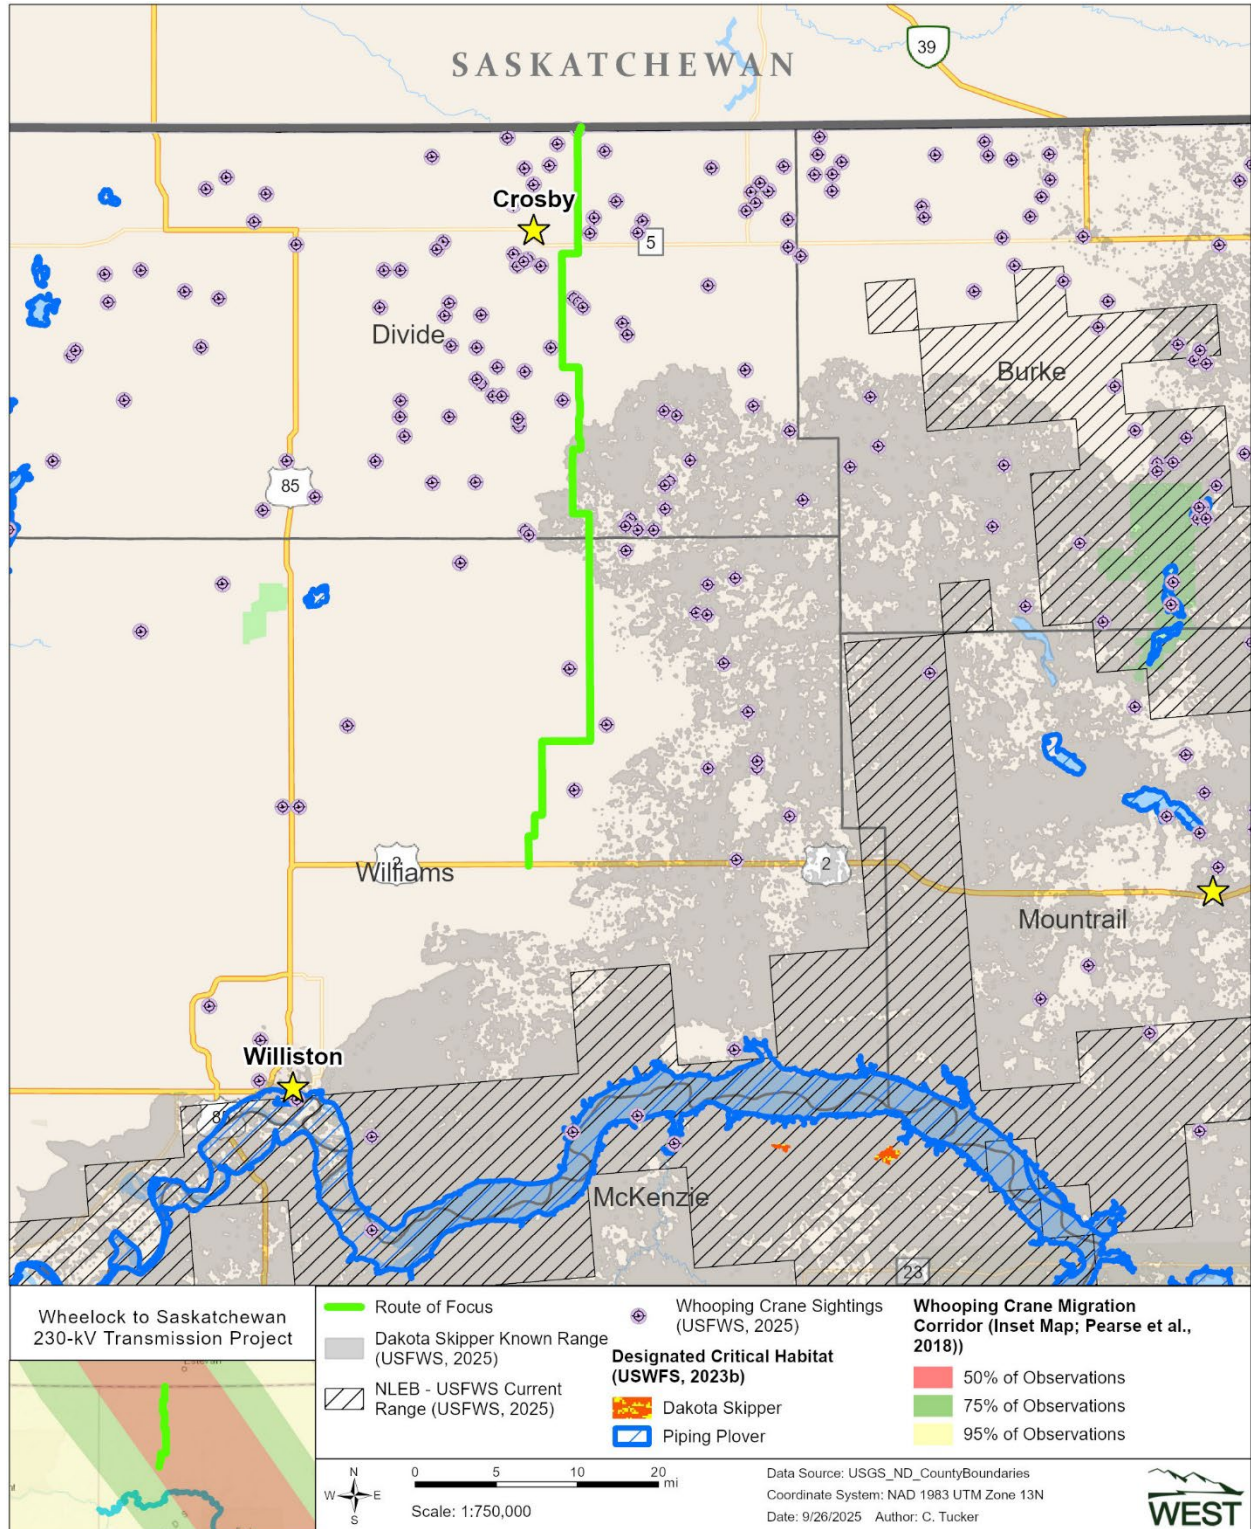 SASKATCHEWAN
39
Crosby
5
Divide
Burke
85
2
Williams
2
Mountrail
Williston
McKenzie
23
Wheelock to Saskatchewan
230-kV Transmission Project
Route of Focus
Dakota Skipper Known Range
(USFWS, 2025)
NLEB - USFWS Current
Range (USFWS, 2025)
Whooping Crane Sightings
(USFWS, 2025)
Designated Critical Habitat
(USWFS, 2023b)
Dakota Skipper
Piping Plover
Whooping Crane Migration
Corridor (Inset Map; Pearse et al.,
2018))
50% of Observations
75% of Observations
95% of Observations
N
W E
S
0 5 10 20
mi
Scale: 1:750,000
Data Source: USGS_ND_CountyBoundaries
Coordinate System: NAD 1983 UTM Zone 13N
Date: 9/26/2025 Author: C. Tucker
WEST